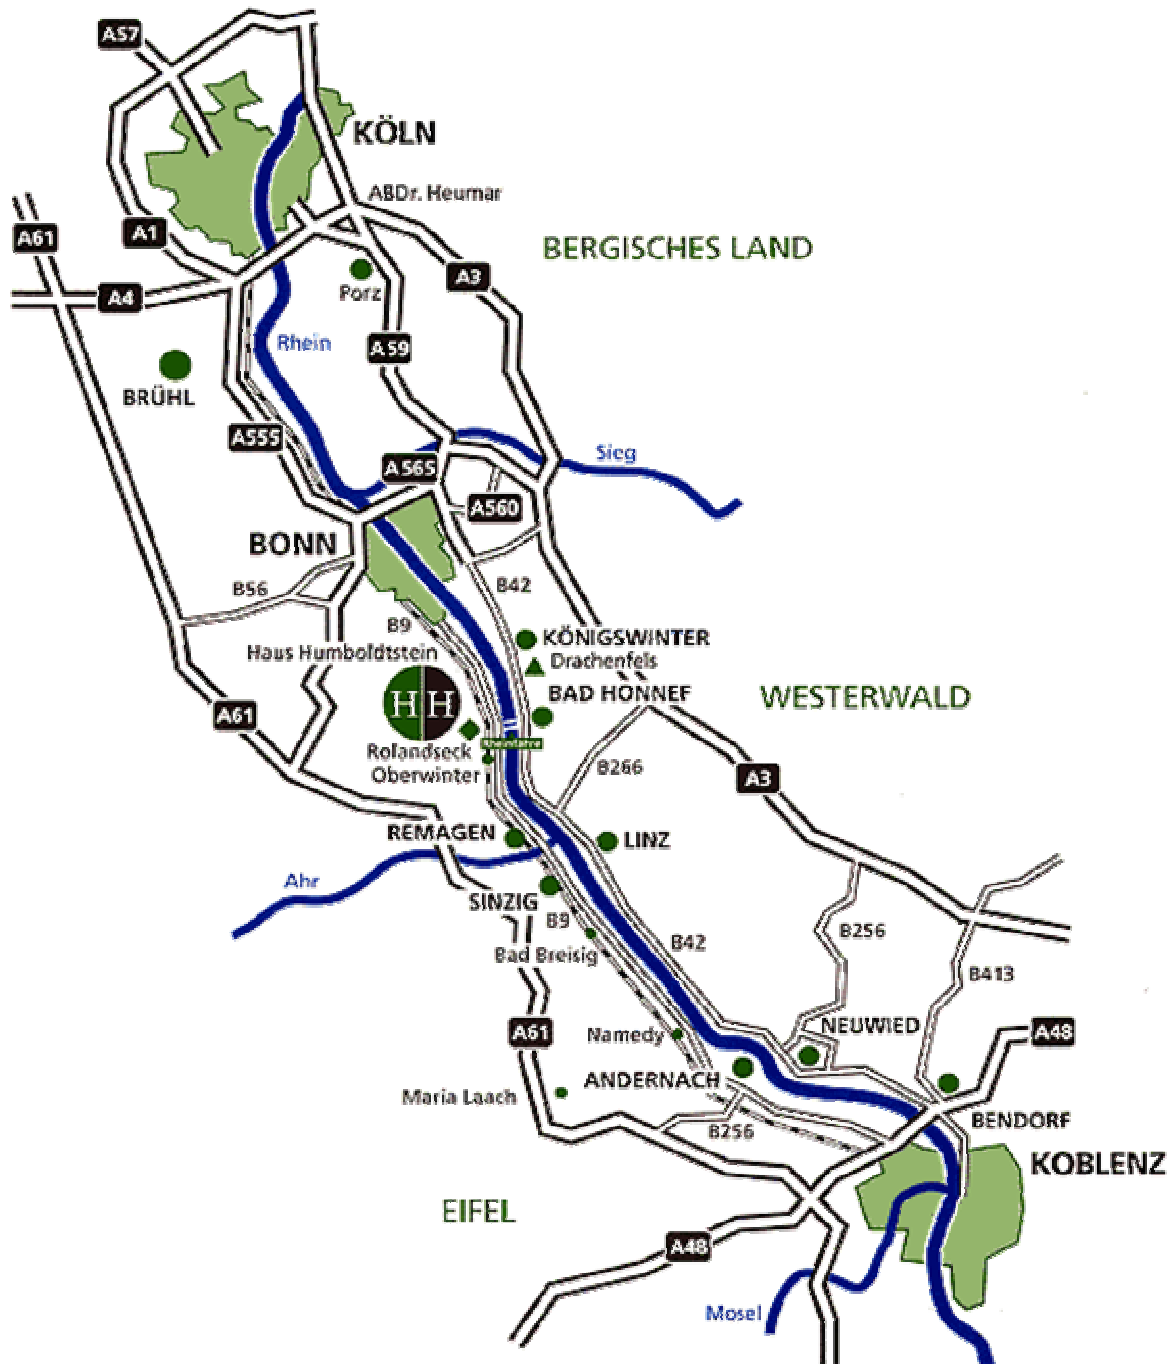 A57
KÖLN
ABDr. Heumar
A61
A1
BERGISCHES LAND
A3
A4
Porz
Rhein
A59
BRÜHL
A555
Sieg
A565
A560
BONN
B56
B42
B9
KÖNIGSWINTER
Haus Humboldtstein
Drachenfels
BAD HONNEF
WESTERWALD
H H
A61
Rolandseck
Rheinfähre
Oberwinter
B266
A3
REMAGEN
LINZ
Ahr
SINZIG
B9
B256
B42
Bad Breisig
B413
A61
Namedy
NEUWIED
A48
ANDERNACH
Maria Laach
BENDORF
B256
KOBLENZ
EIFEL
A48
Mosel